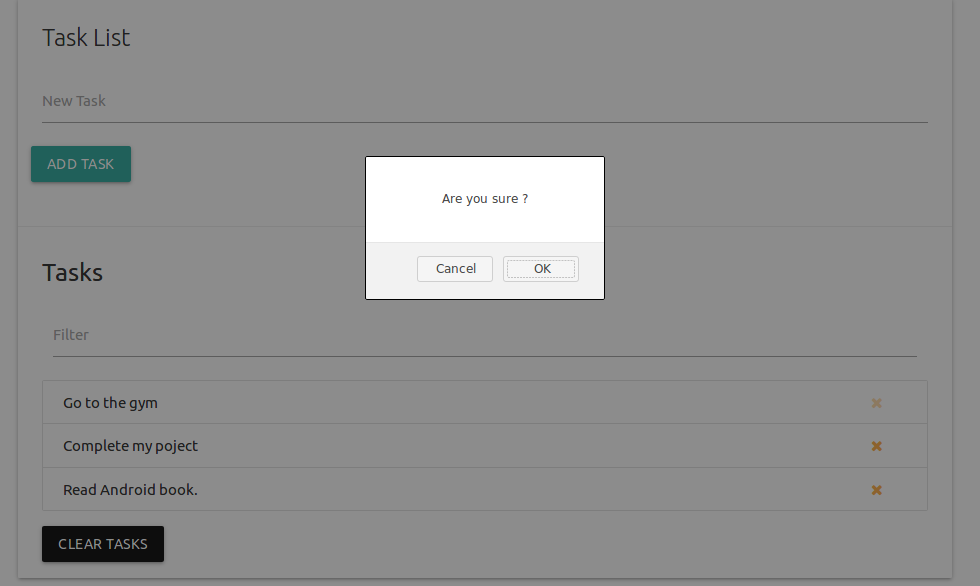 Task List
New Task
ADD TASK
Are you sure ?
Cancel OK
Tasks
Filter
Go to the gym
Complete my poject
Read Android book.
CLEAR TASKS